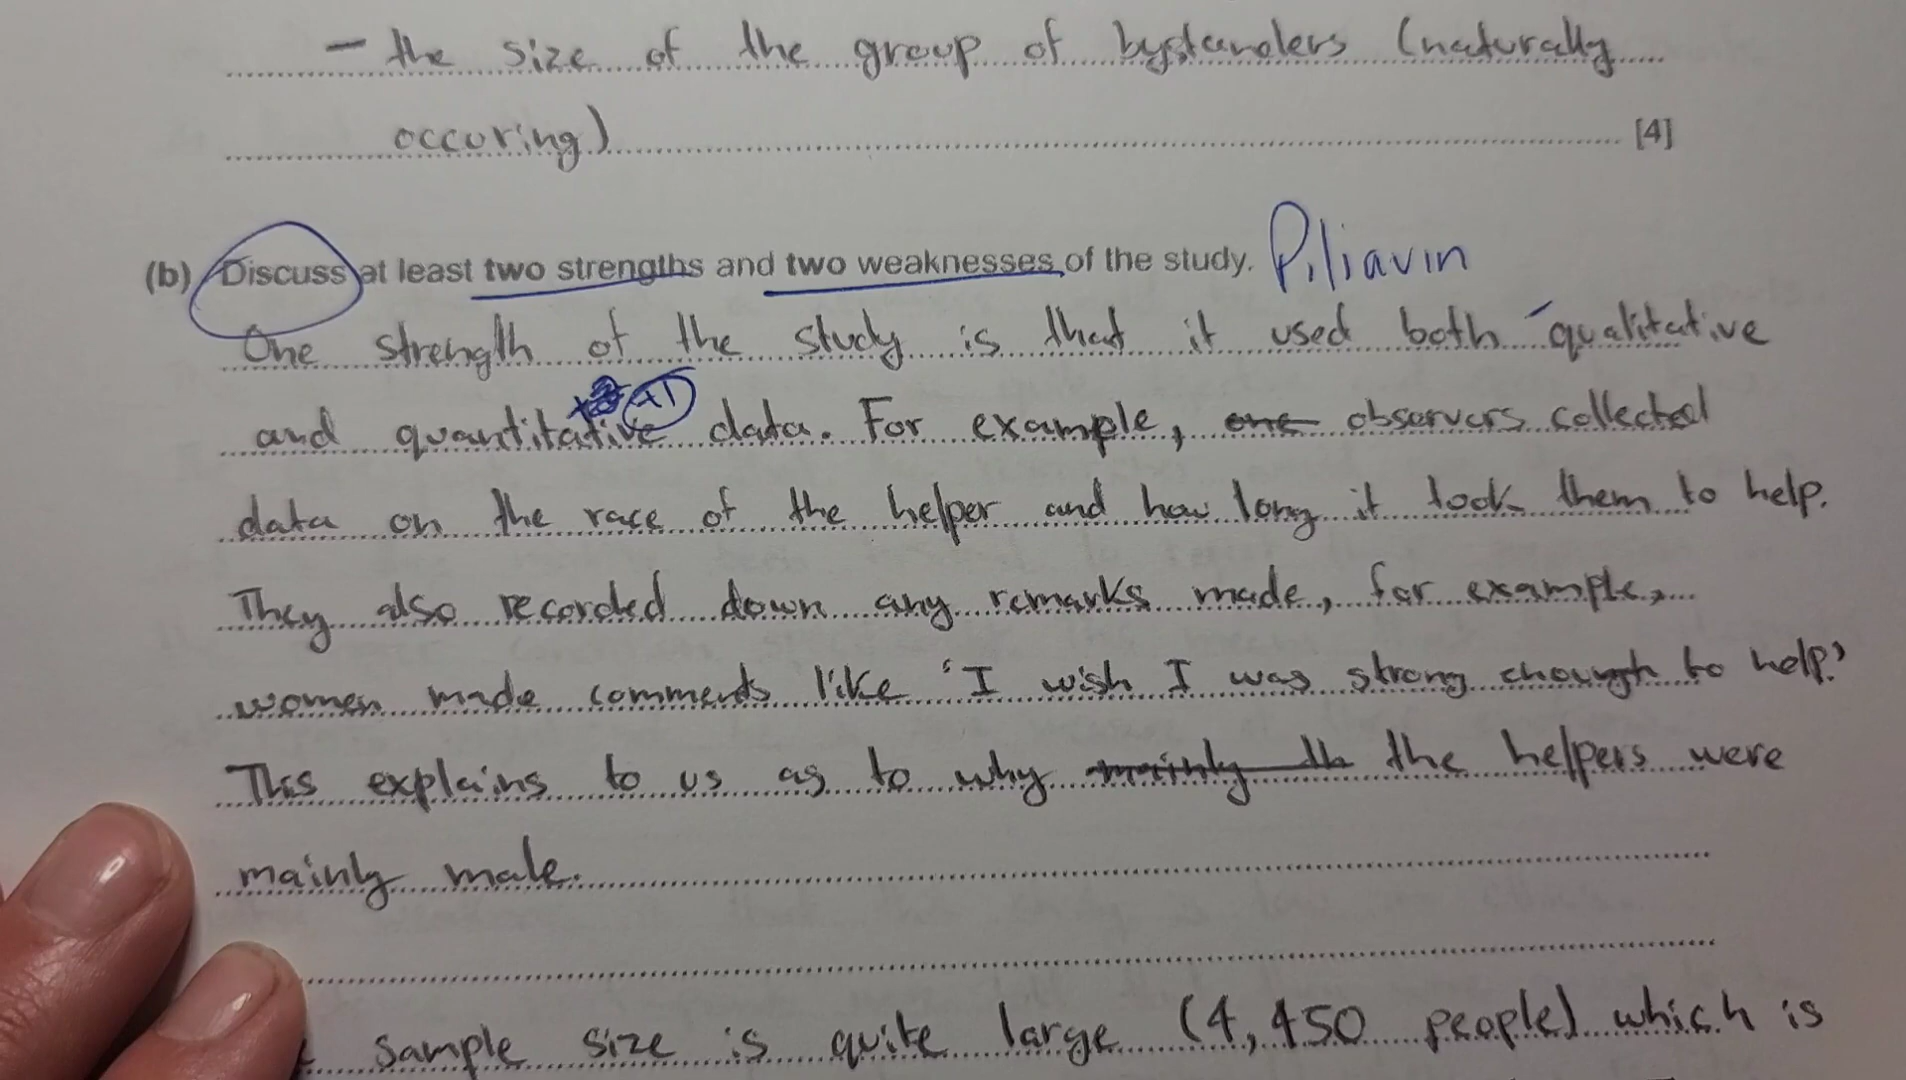 – the size of the group of bystanders (naturally
occuring) [4]
(b) Discuss at least two strengths and two weaknesses of the study. Piliavin
One strength of the study is that it used both qualitative
+1
and quantitative data. For example, one observers collected
data on the race of the helper and how long it took them to help.
They also recorded down any remarks made, for example,
women made comments like 'I wish I was strong enough to help'
This explains to us as to why mainly th the helpers were
mainly male.
sample size is quite large (4,450 people) which is